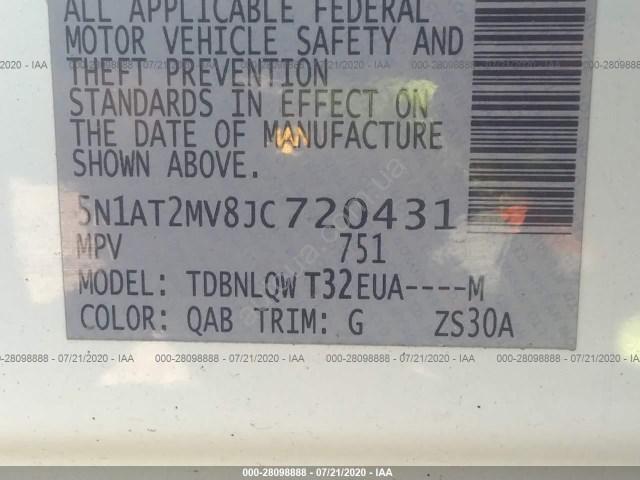 ALL APPLICABLE FEDERAL
MOTOR VEHICLE SAFETY AND
THEFT PREVENTION
STANDARDS IN EFFECT ON
THE DATE OF MANUFACTURE
SHOWN ABOVE.
5N1AT2MV8JC720431
MPV 751
MODEL: TDBNLQW T32EUA----M
COLOR: QAB TRIM: G ZS30A
000-28098888 - 07/21/2020 - IAA